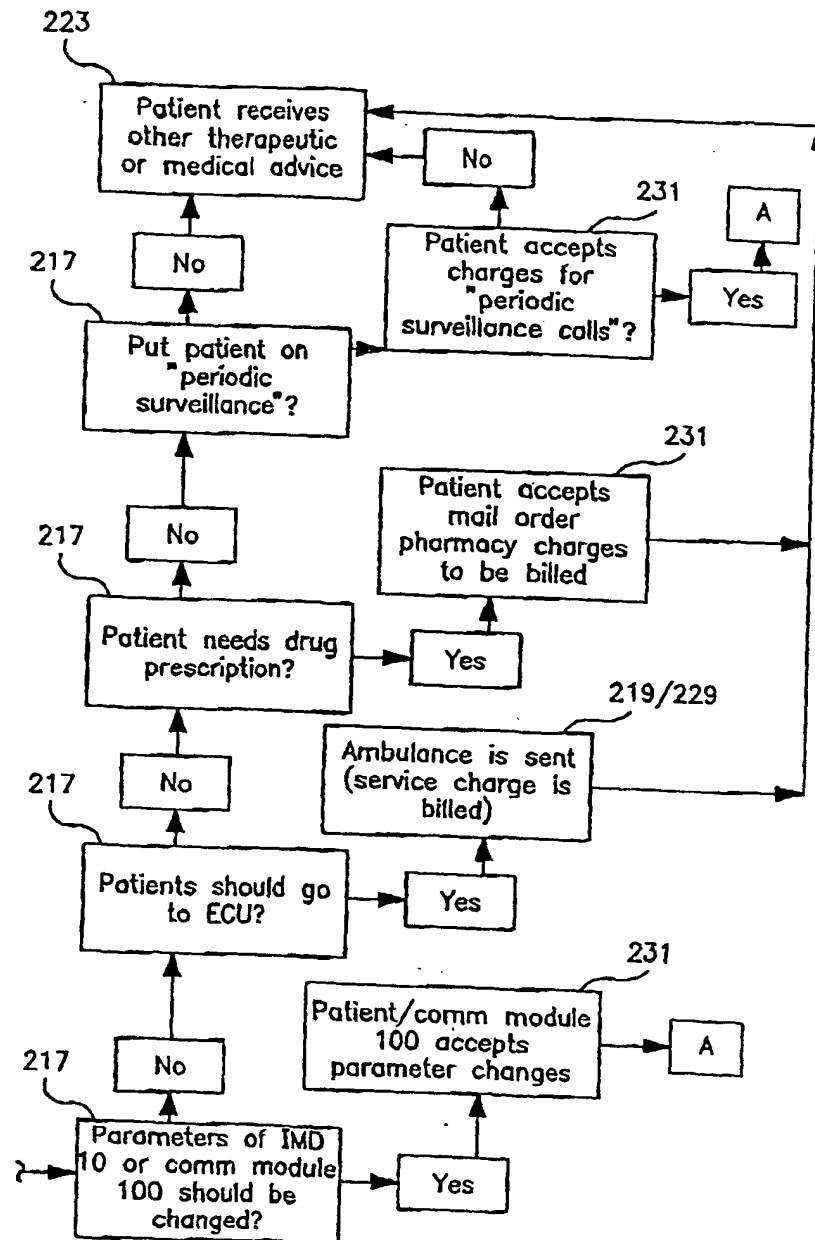 223
Patient receives
other therapeutic
or medical advice
No
231
A
No
Patient accepts
charges for
"periodic
surveillance calls"?
Yes
217
Put patient on
"periodic
surveillance"?
231
Patient accepts
mail order
pharmacy charges
to be billed
No
217
Patient needs drug
prescription?
Yes
219/229
Ambulance is sent
(service charge is
billed)
No
217
Patients should go
to ECU?
Yes
231
Patient/comm module
100 accepts
parameter changes
A
No
217
Parameters of IMD
10 or comm module
100 should be
changed?
Yes